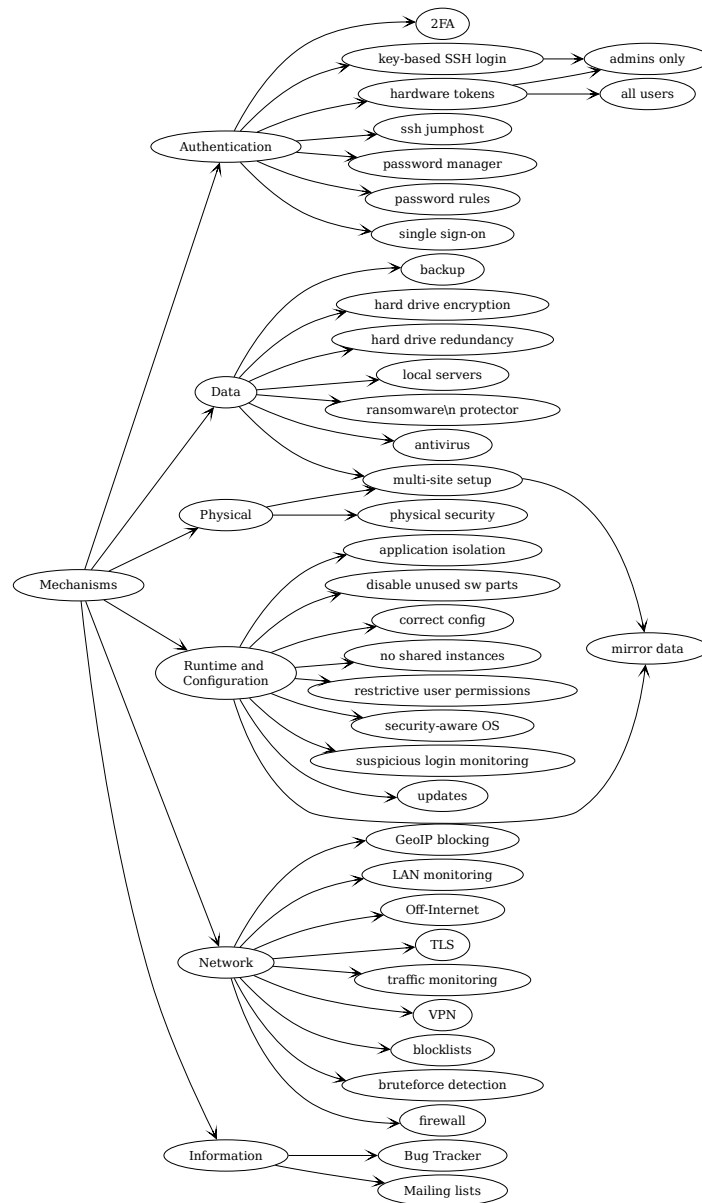 2FA
key-based SSH login
admins only
hardware tokens
all users
ssh jumphost
Authentication
password manager
password rules
single sign-on
backup
hard drive encryption
hard drive redundancy
local servers
Data
ransomware\n protector
antivirus
multi-site setup
Physical
physical security
application isolation
Mechanisms
disable unused sw parts
correct config
mirror data
no shared instances
Runtime and
Configuration
restrictive user permissions
security-aware OS
suspicious login monitoring
updates
GeoIP blocking
LAN monitoring
Off-Internet
TLS
Network
traffic monitoring
VPN
blocklists
bruteforce detection
firewall
Information
Bug Tracker
Mailing lists